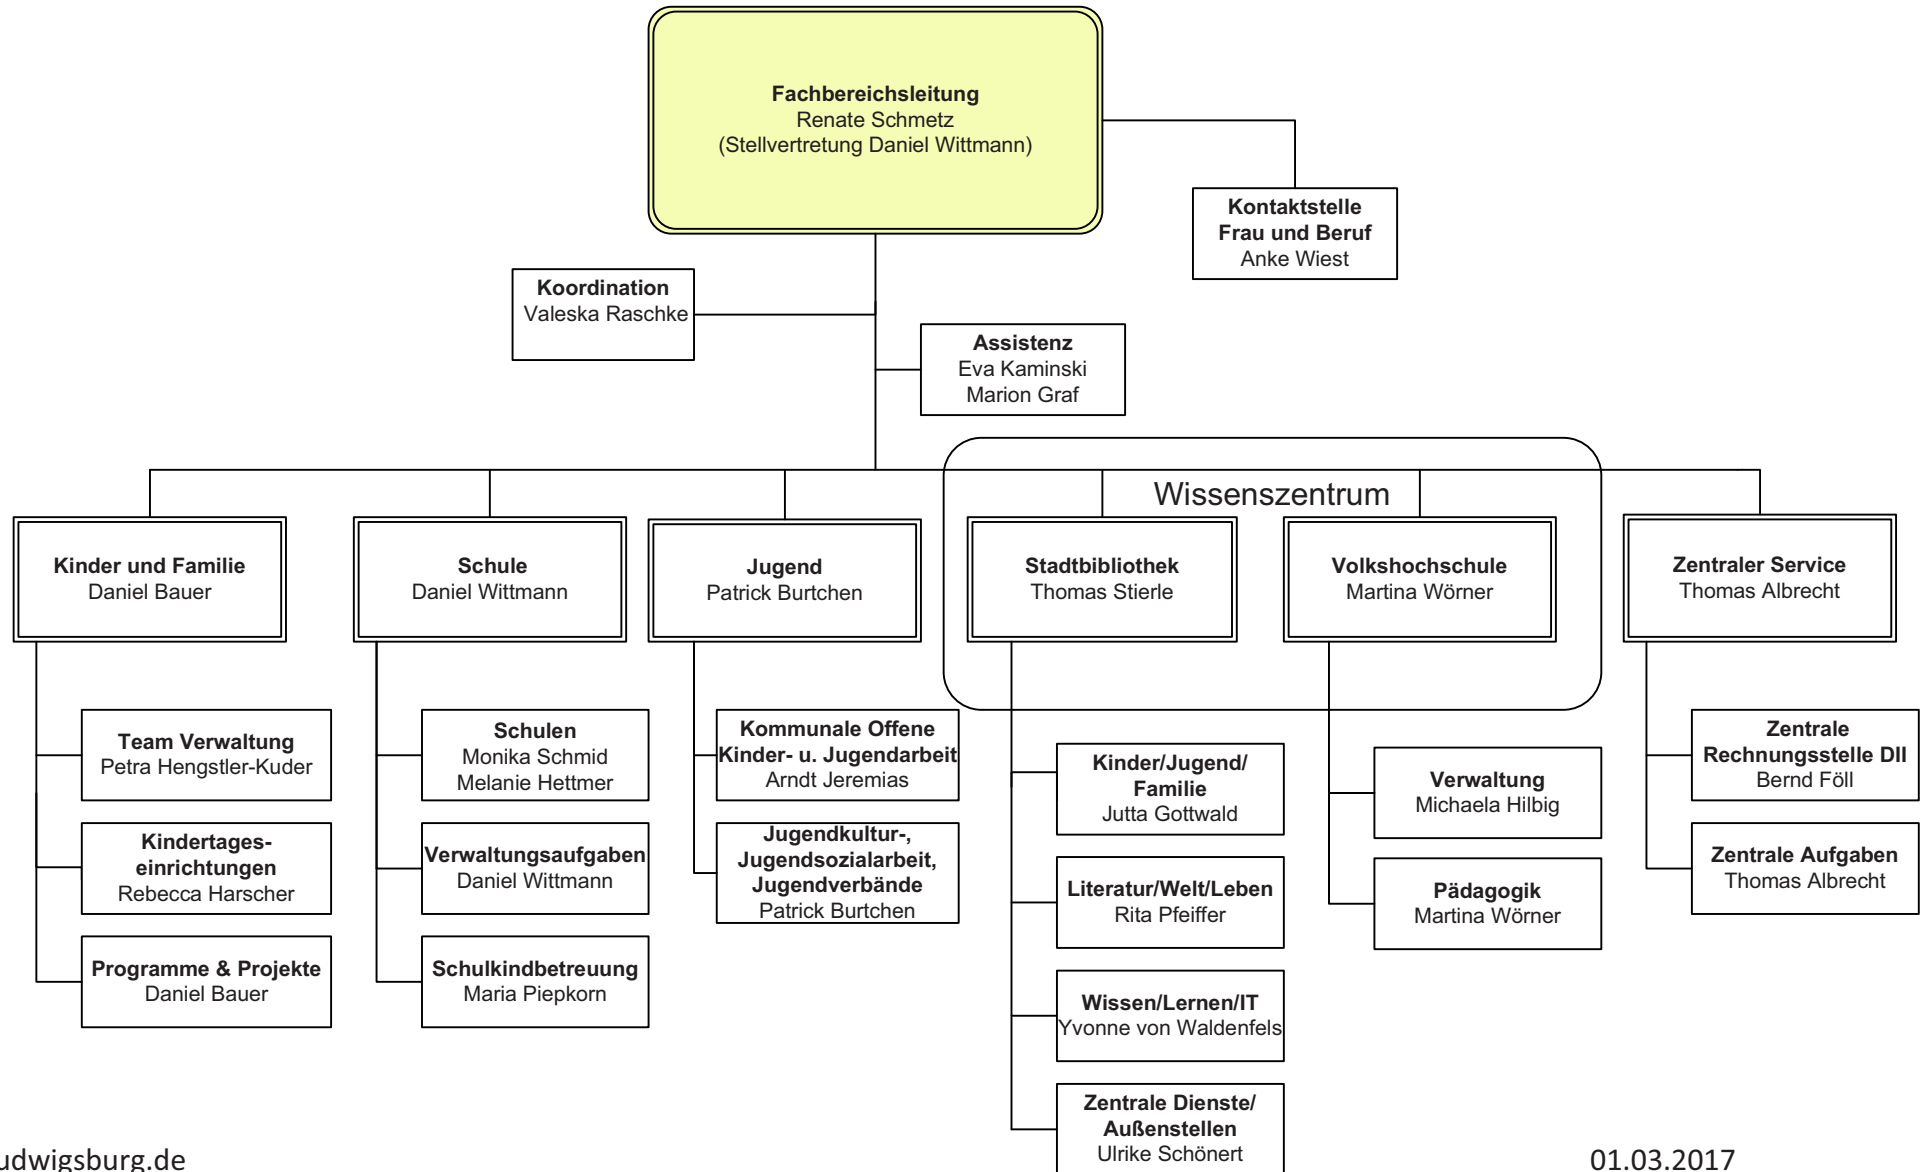 Fachbereichsleitung
Renate Schmetz
(Stellvertretung Daniel Wittmann)
Kontaktstelle
Frau und Beruf
Anke Wiest
Koordination
Valeska Raschke
Assistenz
Eva Kaminski
Marion Graf
Wissenszentrum
Kinder und Familie
Daniel Bauer
Schule
Daniel Wittmann
Jugend
Patrick Burtchen
Stadtbibliothek
Thomas Stierle
Volkshochschule
Martina Wörner
Zentraler Service
Thomas Albrecht
Team Verwaltung
Petra Hengstler-Kuder
Kindertages-
einrichtungen
Rebecca Harscher
Programme & Projekte
Daniel Bauer
Schulen
Monika Schmid
Melanie Hettmer
Verwaltungsaufgaben
Daniel Wittmann
Schulkindbetreuung
Maria Piepkorn
Kommunale Offene
Kinder- u. Jugendarbeit
Arndt Jeremias
Jugendkultur-,
Jugendsozialarbeit,
Jugendverbände
Patrick Burtchen
Kinder/Jugend/
Familie
Jutta Gottwald
Literatur/Welt/Leben
Rita Pfeiffer
Wissen/Lernen/IT
Yvonne von Waldenfels
Zentrale Dienste/
Außenstellen
Ulrike Schönert
Verwaltung
Michaela Hilbig
Pädagogik
Martina Wörner
Zentrale
Rechnungsstelle DII
Bernd Föll
Zentrale Aufgaben
Thomas Albrecht
udwigsburg.de
01.03.2017